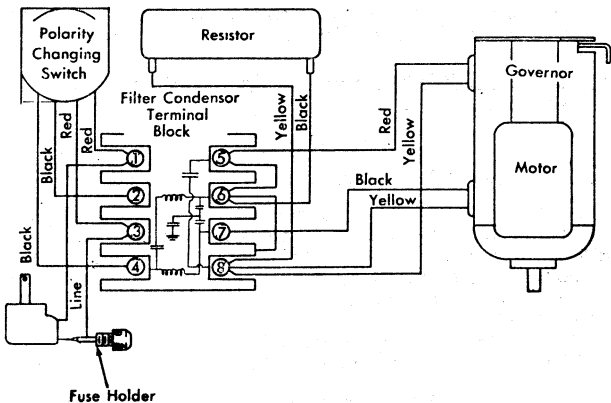 Polarity
Changing
Switch
Resistor
Governor
Motor
Filter Condensor
Terminal
Block
Red
Red
Black
Black
Line
Yellow
Black
Red
Yellow
Black
Yellow
1
2
3
4
5
6
7
8
Fuse Holder